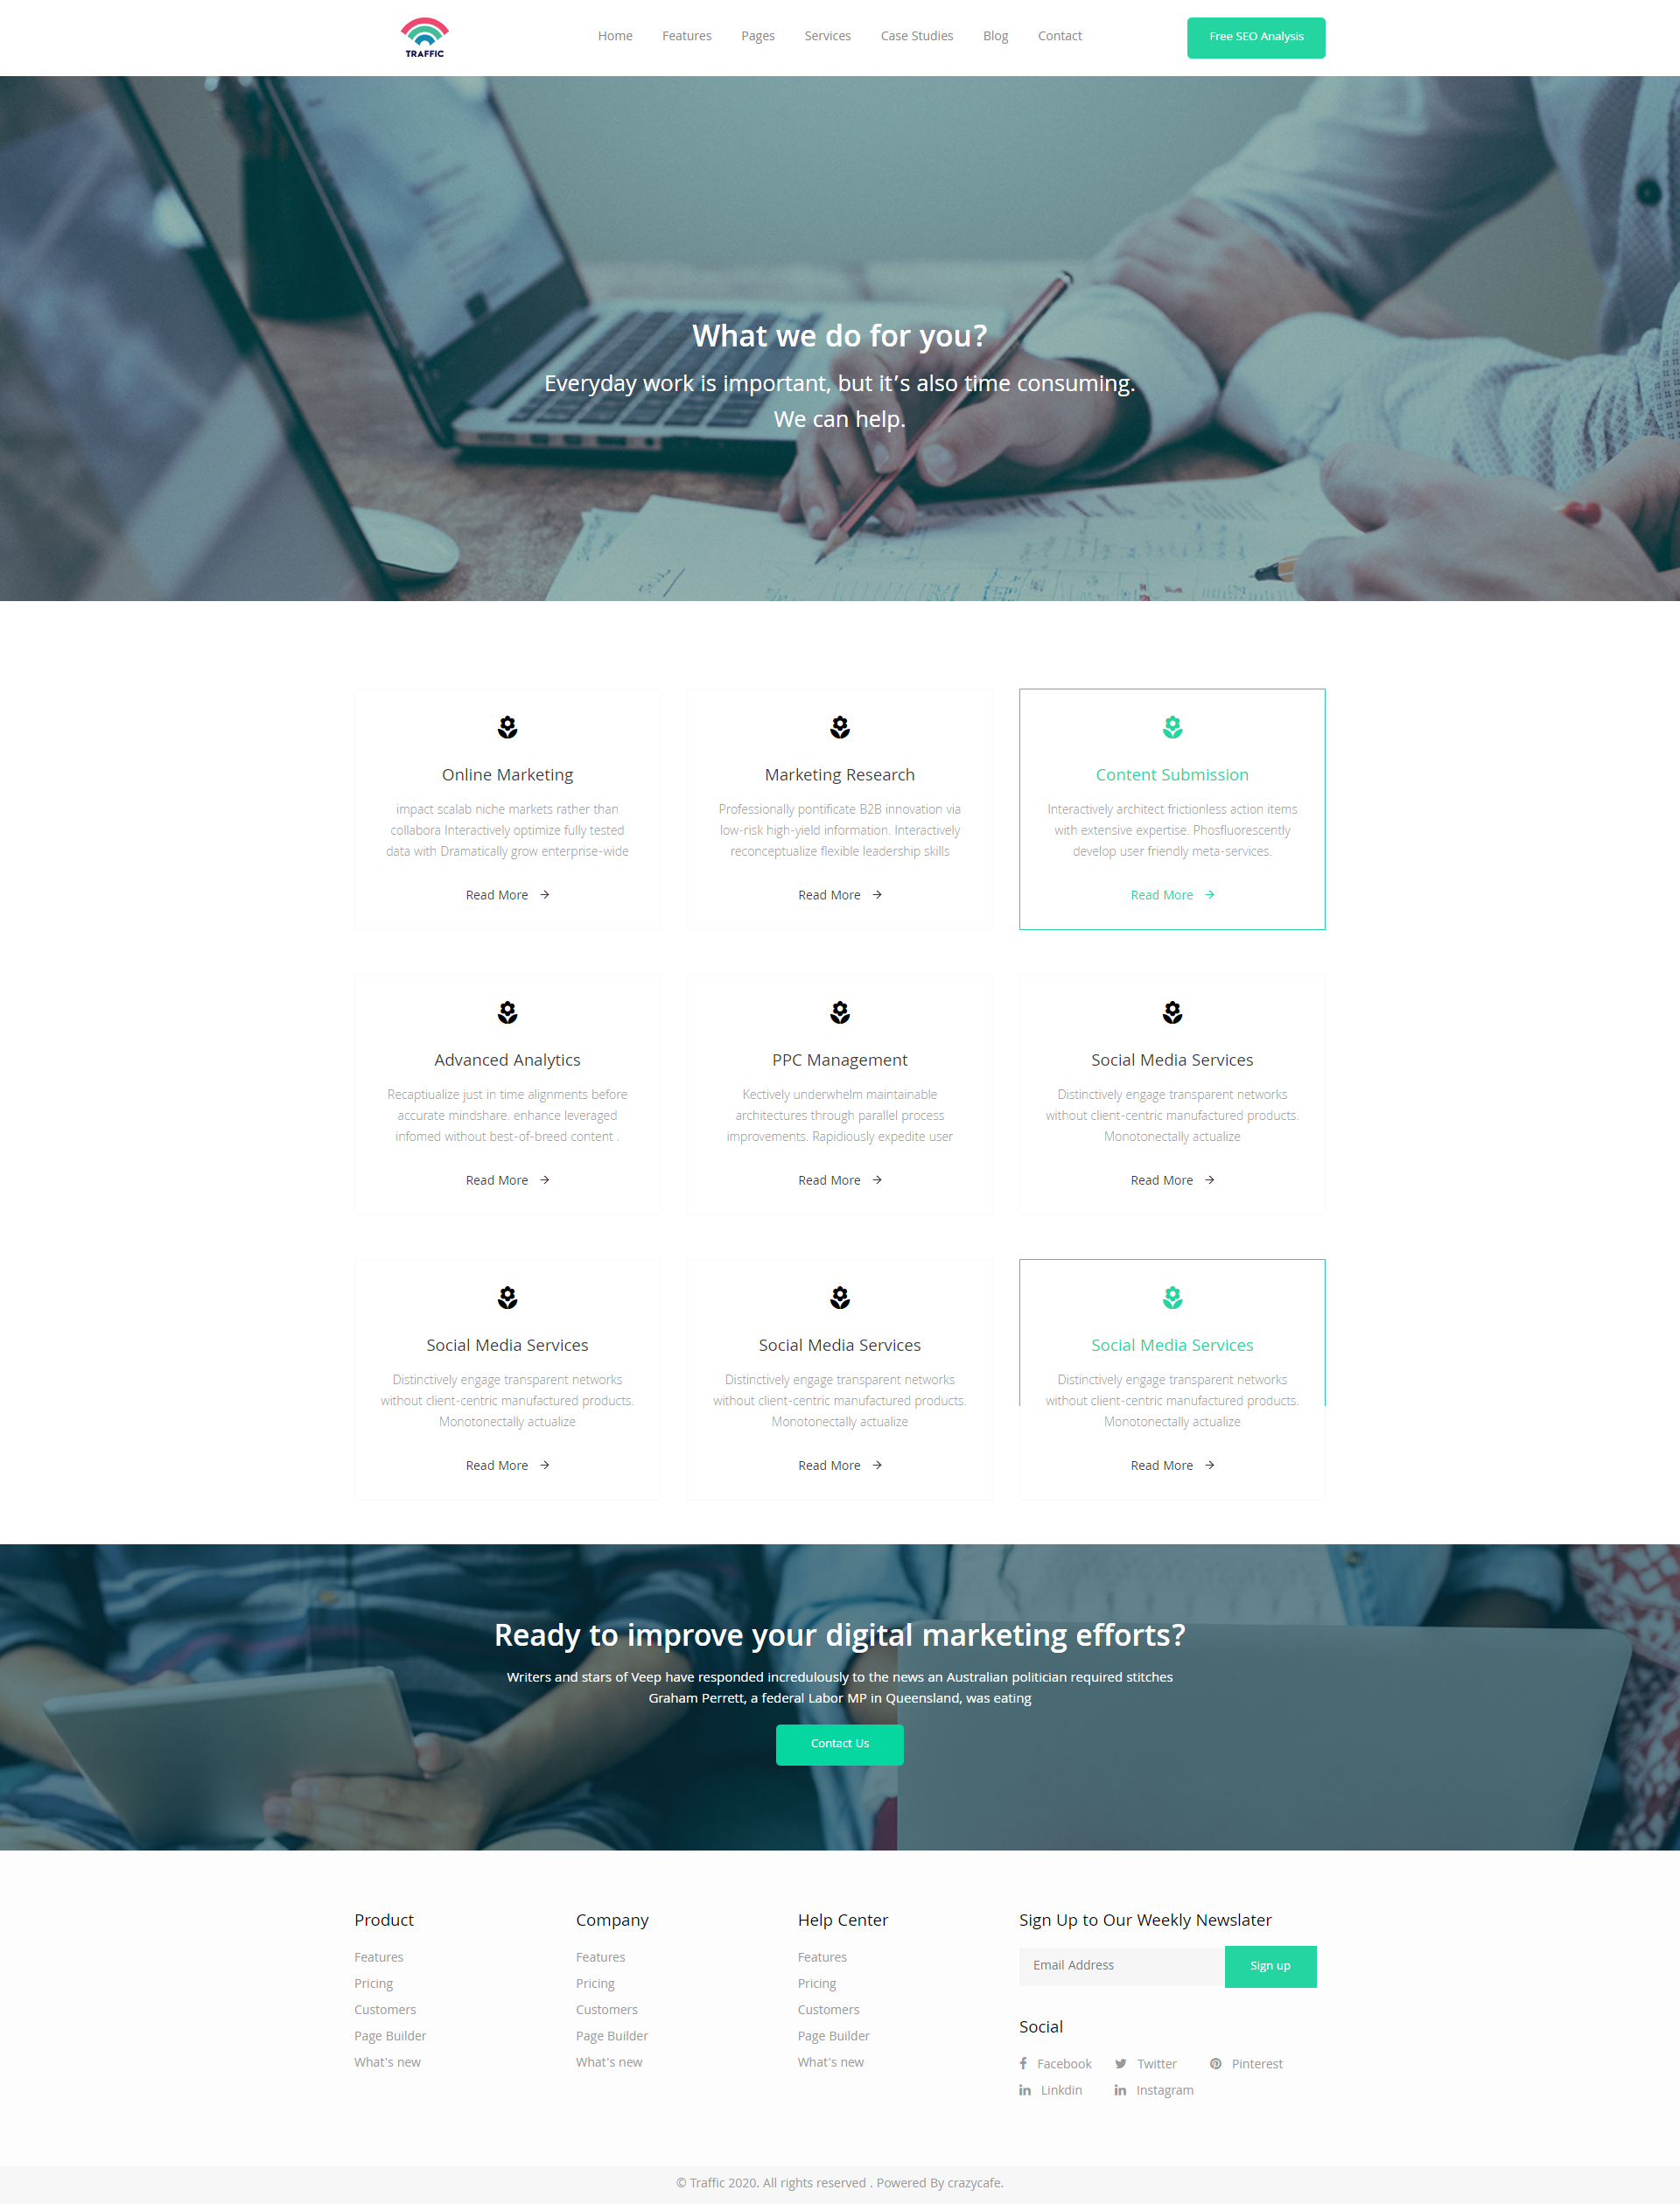 TRAFFIC
Home Features Pages Services Case Studies Blog Contact
Free SEO Analysis
What we do for you?
Everyday work is important, but it's also time consuming.
We can help.
Online Marketing
impact scalab niche markets rather than
collabora Interactively optimize fully tested
data with Dramatically grow enterprise-wide
Read More
Marketing Research
Professionally pontificate B2B innovation via
low-risk high-yield information. Interactively
reconceptualize flexible leadership skills
Read More
Content Submission
Interactively architect frictionless action items
with extensive expertise. Phosfluorescently
develop user friendly meta-services.
Read More
Advanced Analytics
Recaptiualize just in time alignments before
accurate mindshare. enhance leveraged
infomed without best-of-breed content .
Read More
PPC Management
Kectively underwhelm maintainable
architectures through parallel process
improvements. Rapidiously expedite user
Read More
Social Media Services
Distinctively engage transparent networks
without client-centric manufactured products.
Monotonectally actualize
Read More
Social Media Services
Distinctively engage transparent networks
without client-centric manufactured products.
Monotonectally actualize
Read More
Social Media Services
Distinctively engage transparent networks
without client-centric manufactured products.
Monotonectally actualize
Read More
Social Media Services
Distinctively engage transparent networks
without client-centric manufactured products.
Monotonectally actualize
Read More
Ready to improve your digital marketing efforts?
Writers and stars of Veep have responded incredulously to the news an Australian politician required stitches
Graham Perrett, a federal Labor MP in Queensland, was eating
Contact Us
Product
Features
Pricing
Customers
Page Builder
What's new
Company
Features
Pricing
Customers
Page Builder
What's new
Help Center
Features
Pricing
Customers
Page Builder
What's new
Sign Up to Our Weekly Newslater
Email Address
Sign up
Social
Facebook Twitter Pinterest
Linkdin Instagram
© Traffic 2020. All rights reserved . Powered By crazycafe.